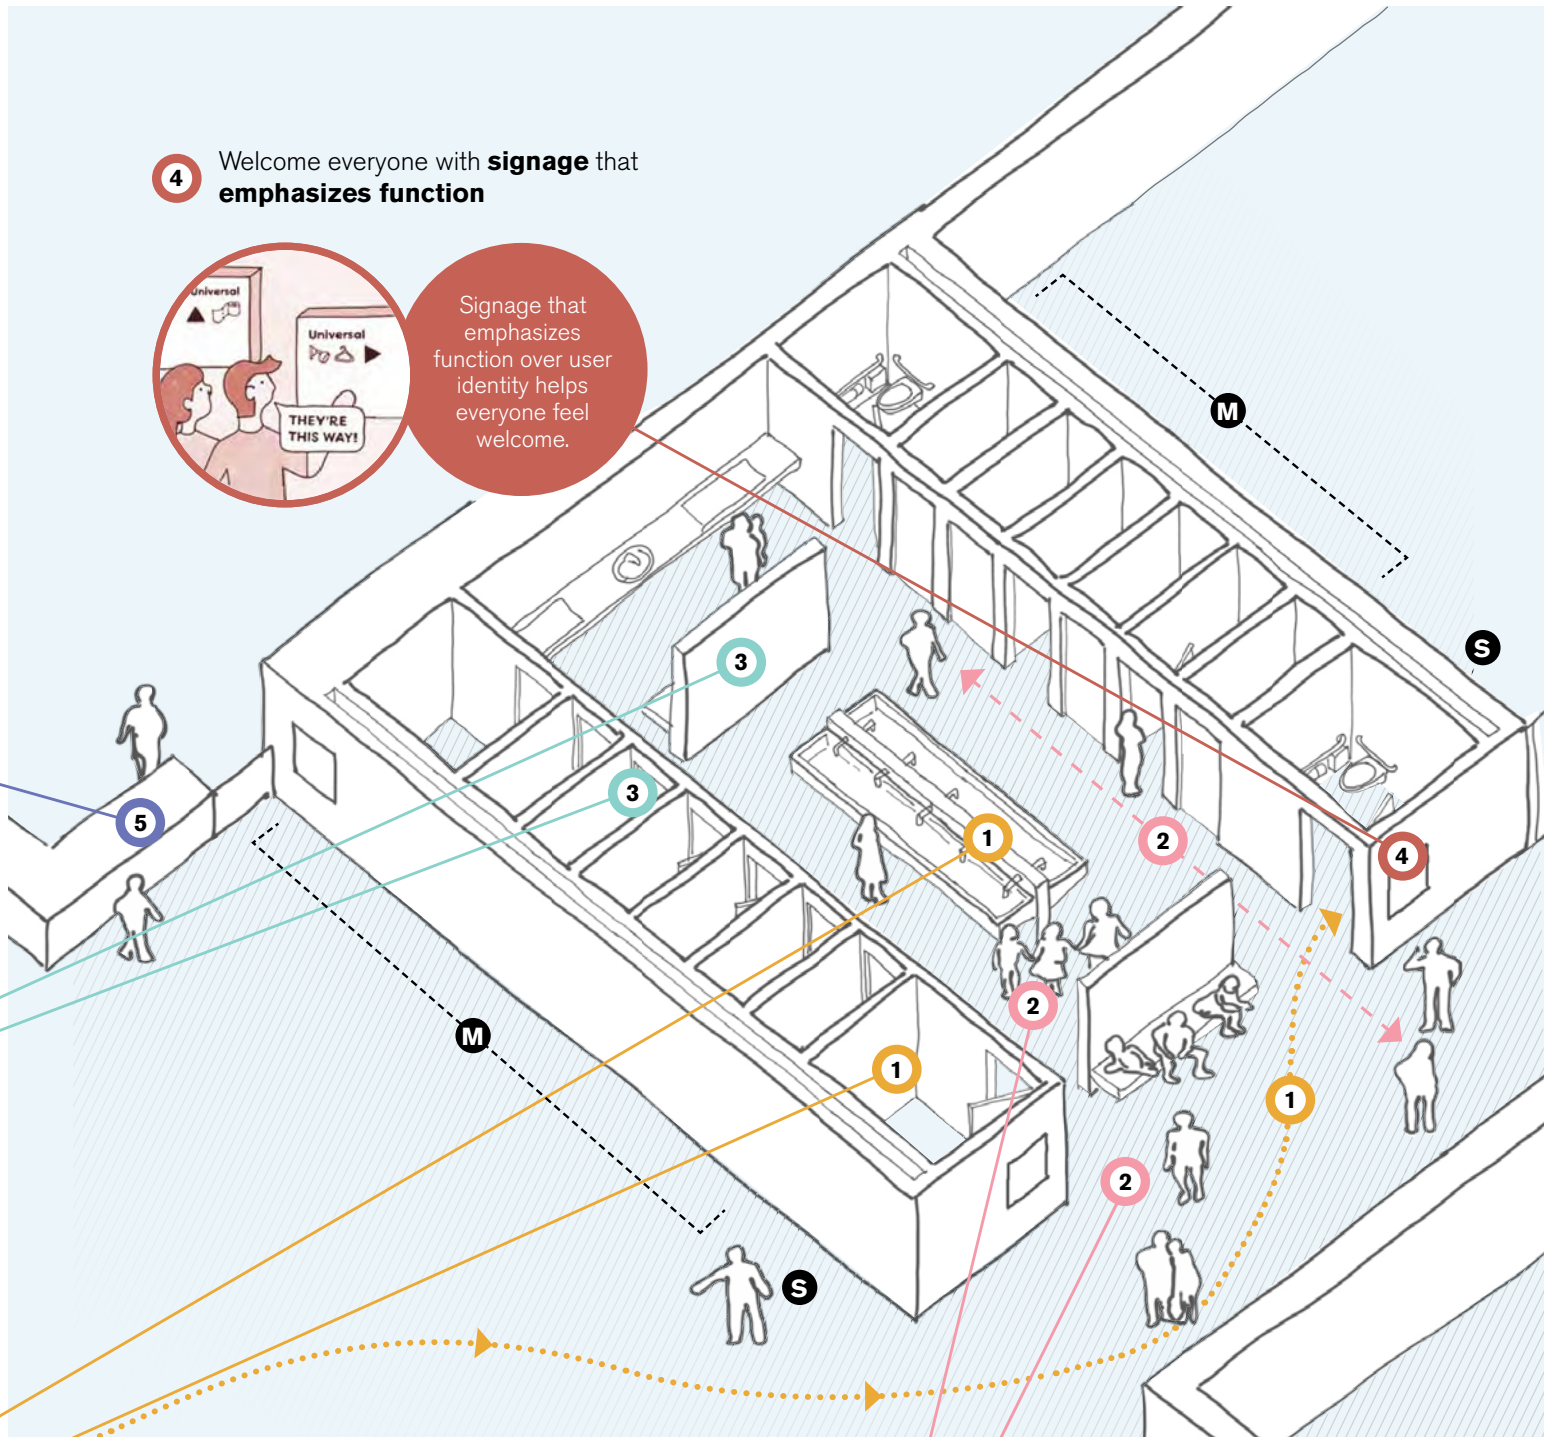 4
Welcome everyone with signage that
emphasizes function
Universal
Universal
THEY'RE
THIS WAY!
Signage that
emphasizes
function over user
identity helps
everyone feel
welcome.
M
S
3
3
5
1
2
4
2
M
1
1
2
S